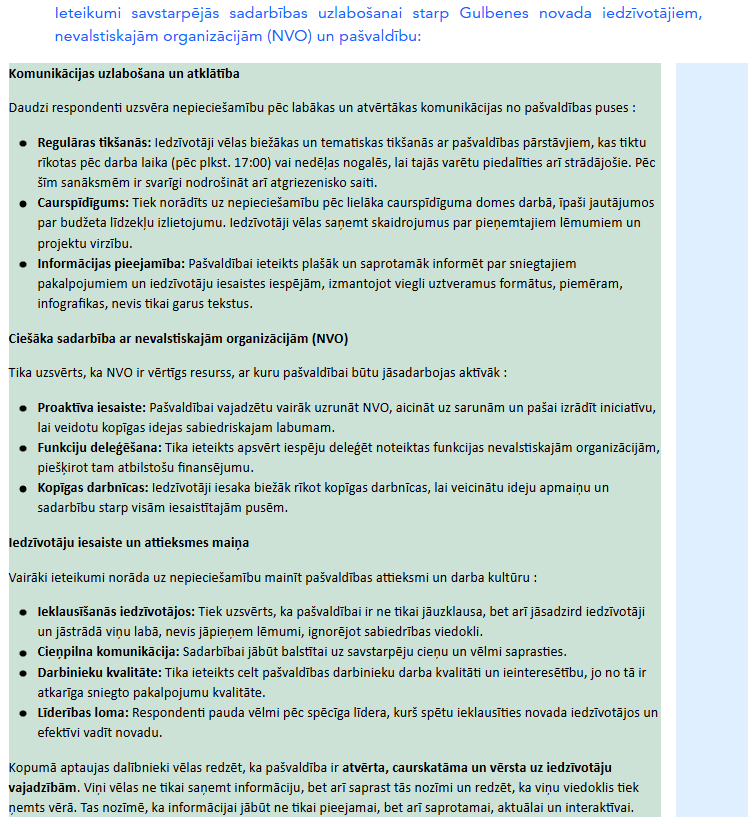 Ieteikumi savstarpējās sadarbības uzlabošanai starp Gulbenes novada iedzīvotājiem,
nevalstiskajām organizācijām (NVO) un pašvaldību:
Komunikācijas uzlabošana un atklātība
Daudzi respondenti uzsvēra nepieciešamību pēc labākas un atvērtākas komunikācijas no pašvaldības puses :
● Regulāras tikšanās: Iedzīvotāji vēlas biežākas un tematiskas tikšanās ar pašvaldības pārstāvjiem, kas tiktu
rīkotas pēc darba laika (pēc plkst. 17:00) vai nedēļas nogalēs, lai tajās varētu piedalīties arī strādājošie. Pēc
šīm sanāksmēm ir svarīgi nodrošināt arī atgriezenisko saiti.
● Caurspīdīgums: Tiek norādīts uz nepieciešamību pēc lielāka caurspīdīguma domes darbā, īpaši jautājumos
par budžeta līdzekļu izlietojumu. Iedzīvotāji vēlas saņemt skaidrojumus par pieņemtajiem lēmumiem un
projektu virzību.
● Informācijas pieejamība: Pašvaldībai ieteikts plašāk un saprotamāk informēt par sniegtajiem
pakalpojumiem un iedzīvotāju iesaistes iespējām, izmantojot viegli uztveramus formātus, piemēram,
infografikas, nevis tikai garus tekstus.
Ciešāka sadarbība ar nevalstiskajām organizācijām (NVO)
Tika uzsvērts, ka NVO ir vērtīgs resurss, ar kuru pašvaldībai būtu jāsadarbojas aktīvāk :
● Proaktīva iesaiste: Pašvaldībai vajadzētu vairāk uzrunāt NVO, aicināt uz sarunām un pašai izrādīt iniciatīvu,
lai veidotu kopīgas idejas sabiedriskajam labumam.
● Funkciju deleģēšana: Tika ieteikts apsvērt iespēju deleģēt noteiktas funkcijas nevalstiskajām organizācijām,
piešķirot tam atbilstošu finansējumu.
● Kopīgas darbnīcas: Iedzīvotāji iesaka biežāk rīkot kopīgas darbnīcas, lai veicinātu ideju apmaiņu un
sadarbību starp visām iesaistītajām pusēm.
Iedzīvotāju iesaiste un attieksmes maiņa
Vairāki ieteikumi norāda uz nepieciešamību mainīt pašvaldības attieksmi un darba kultūru :
● Ieklausīšanās iedzīvotājos: Tiek uzsvērts, ka pašvaldībai ir ne tikai jāuzklausa, bet arī jāsadzird iedzīvotāji
un jāstrādā viņu labā, nevis jāpieņem lēmumi, ignorējot sabiedrības viedokli.
● Cieņpilna komunikācija: Sadarbībai jābūt balstītai uz savstarpēju cieņu un vēlmi saprasties.
● Darbinieku kvalitāte: Tika ieteikts celt pašvaldības darbinieku darba kvalitāti un ieinteresētību, jo no tā ir
atkarīga sniegto pakalpojumu kvalitāte.
● Līderības loma: Respondenti pauda vēlmi pēc spēcīga līdera, kurš spētu ieklausīties novada iedzīvotājos un
efektīvi vadīt novadu.
Kopumā aptaujas dalībnieki vēlas redzēt, ka pašvaldība ir atvērta, caurskatāma un vērsta uz iedzīvotāju
vajadzībām. Viņi vēlas ne tikai saņemt informāciju, bet arī saprast tās nozīmi un redzēt, ka viņu viedoklis tiek
ņemts vērā. Tas nozīmē, ka informācijai jābūt ne tikai pieejamai, bet arī saprotamai, aktuālai un interaktīvai.